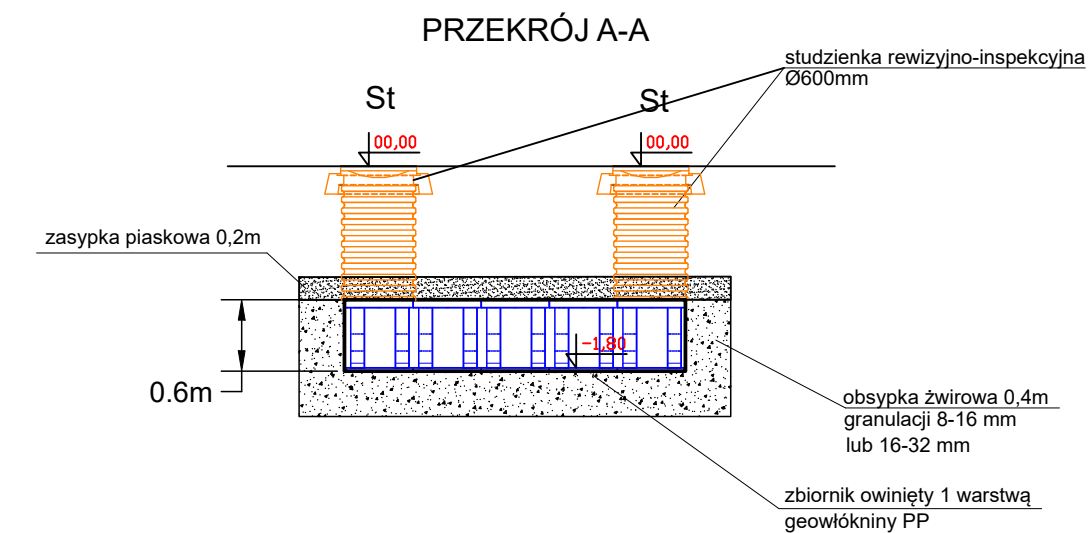 PRZEKRÓJ A-A
studzienka rewizyjno-inspekcyjna
Ø600mm
St
St
00,00
00,00
zasypka piaskowa 0,2m
-1,80
0.6m
obsypka żwirowa 0,4m
granulacji 8-16 mm
lub 16-32 mm
zbiornik owinięty 1 warstwą
geowłókniny PP